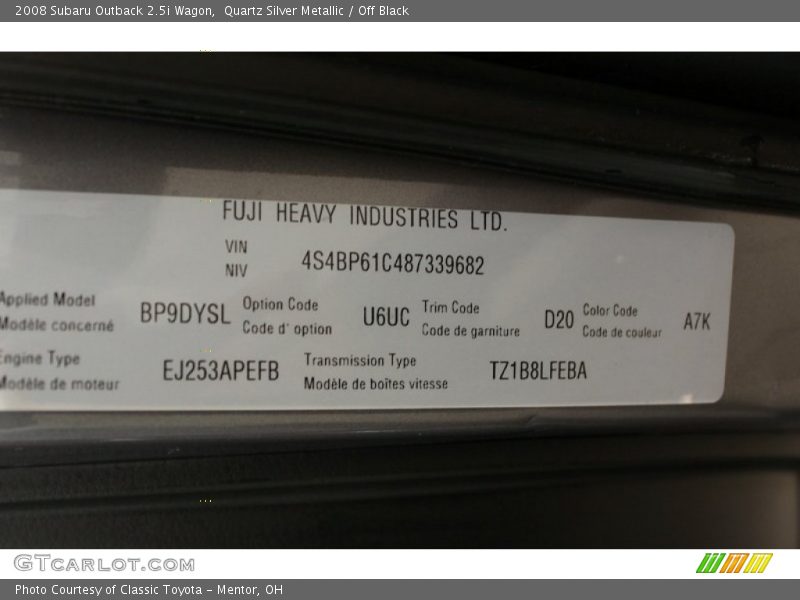 2008 Subaru Outback 2.5i Wagon,  Quartz Silver Metallic / Off Black
FUJI HEAVY INDUSTRIES LTD.
VIN
NIV
4S4BP61C487339682
Applied Model
Modèle concerné
BP9DYSL
Option Code
Code d' option
U6UC
Trim Code
Code de garniture
D20
Color Code
Code de couleur
A7K
Engine Type
Modèle de moteur
EJ253APEFB
Transmission Type
Modèle de boîtes vitesse
TZ1B8LFEBA
GTCARLOT.COM
Photo Courtesy of Classic Toyota - Mentor, OH